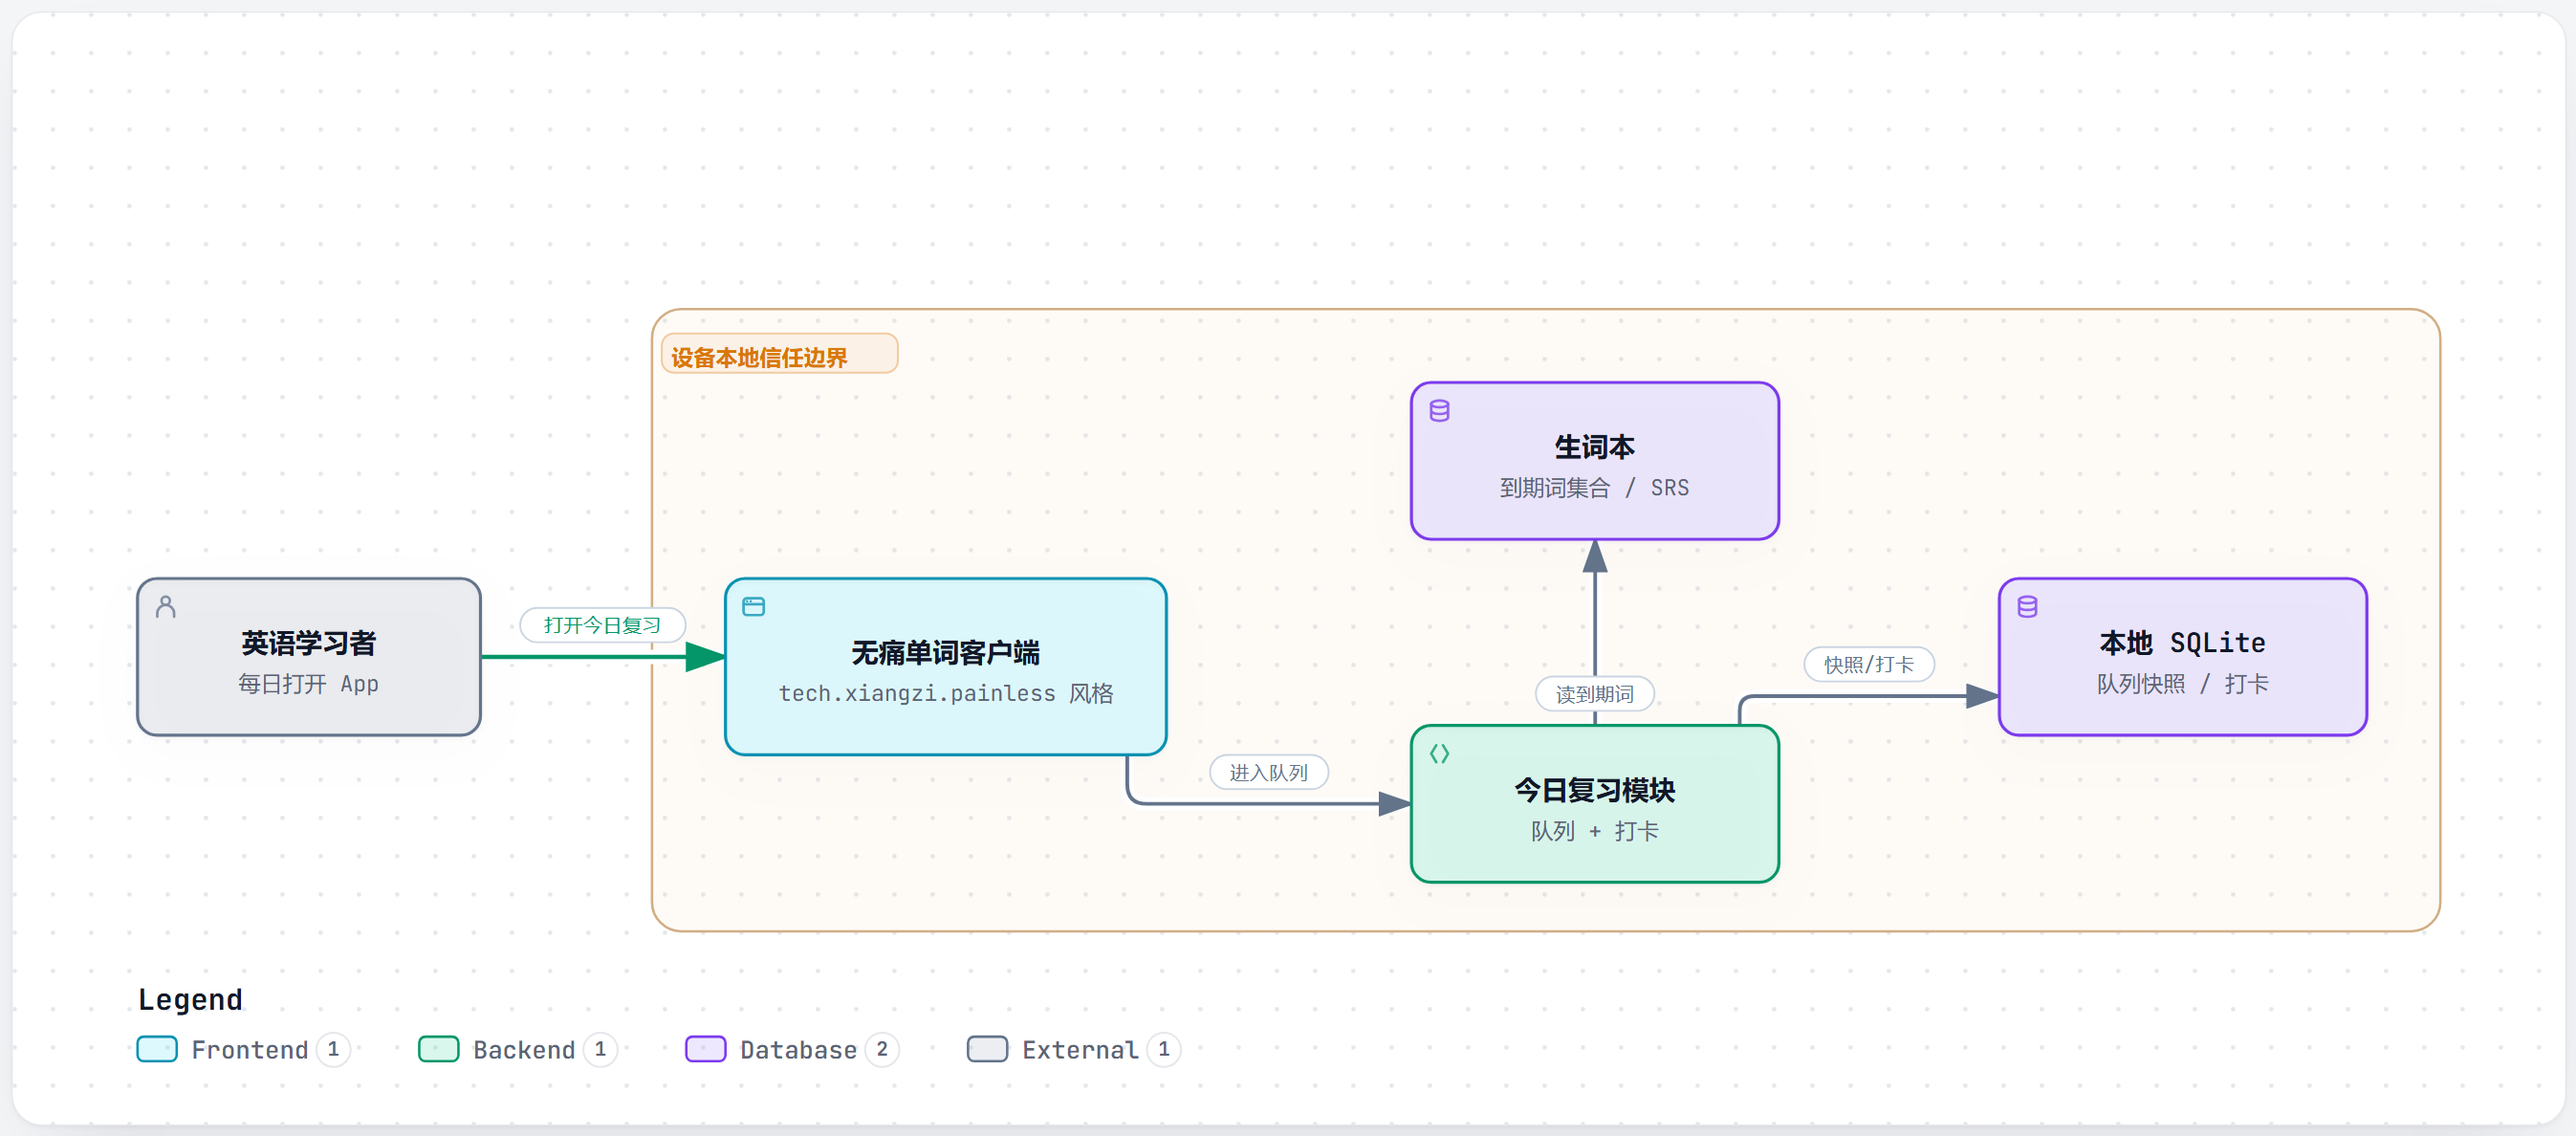 设备本地信任边界
生词本
到期词集合 / SRS
英语学习者
每日打开 App
打开今日复习
无痛单词客户端
tech.xiangzi.painless 风格
读到期词
快照/打卡
本地 SQLite
队列快照 / 打卡
进入队列
今日复习模块
队列 + 打卡
Legend
Frontend 1
Backend 1
Database 2
External 1